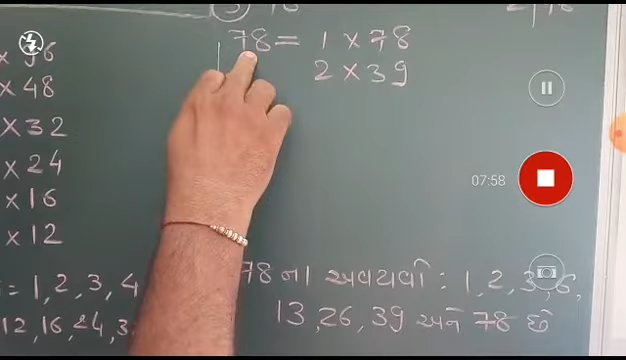 78 = 1 × 78
2 × 39
× 96
× 48
× 32
× 24
× 16
× 12
= 1, 2, 3, 4
12, 16, 24, 3
78 ના અવયવો : 1, 2, 3, 6,
13, 26, 39 અને 78 છે
07:58